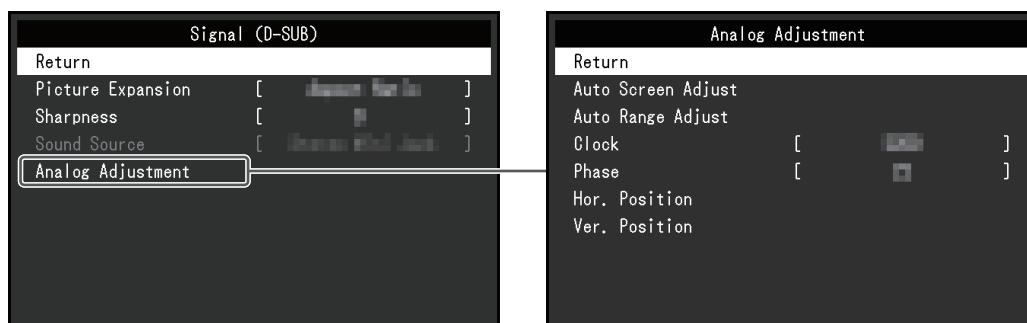 Signal (D-SUB)
Return
Picture Expansion [ ]
Sharpness [ ]
Sound Source [ ]
Analog Adjustment
Analog Adjustment
Return
Auto Screen Adjust
Auto Range Adjust
Clock [ ]
Phase [ ]
Hor. Position
Ver. Position